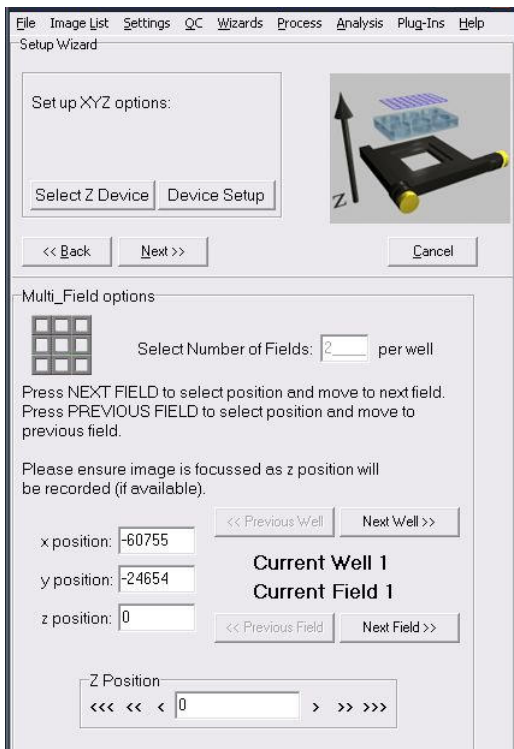 File Image List Settings QC Wizards Process Analysis Plug-Ins Help
Setup Wizard
Set up XYZ options:
Select Z Device Device Setup
Z
<< Back Next >> Cancel
Multi_Field options
Select Number of Fields: 2____ per well
Press NEXT FIELD to select position and move to next field.
Press PREVIOUS FIELD to select position and move to
previous field.
Please ensure image is focussed as z position will
be recorded (if available).
<< Previous Well Next Well >>
x position: -60755
Current Well 1
y position: -24654
Current Field 1
z position: 0
<< Previous Field Next Field >>
Z Position
<<< << < 0 > >> >>>